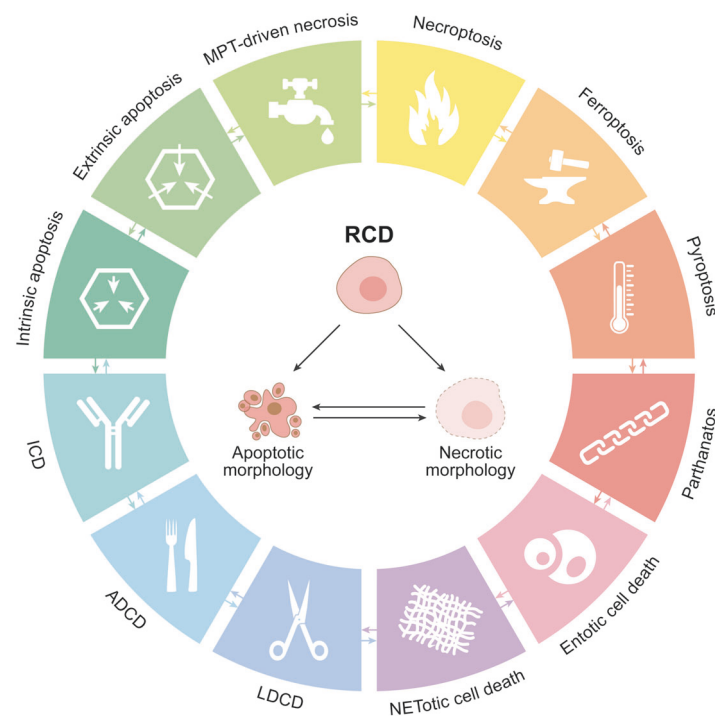 MPT-driven necrosis
Necroptosis
Ferroptosis
Pyroptosis
Parthanatos
Entotic cell death
NETotic cell death
LDCD
ADCD
ICD
Intrinsic apoptosis
Extrinsic apoptosis
RCD
Apoptotic
morphology
Necrotic
morphology